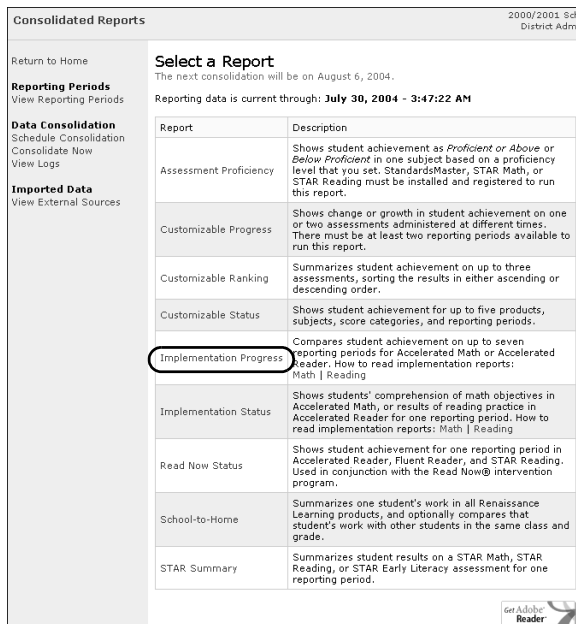 Consolidated Reports
2000/2001 Sch
District Adm
Return to Home
Reporting Periods
View Reporting Periods
Data Consolidation
Schedule Consolidation
Consolidate Now
View Logs
Imported Data
View External Sources
Select a Report
The next consolidation will be on August 6, 2004.
Reporting data is current through: July 30, 2004 - 3:47:22 AM
Report
Description
Assessment Proficiency
Shows student achievement as Proficient or Above or
Below Proficient in one subject based on a proficiency
level that you set. StandardsMaster, STAR Math, or
STAR Reading must be installed and registered to run
this report.
Customizable Progress
Shows change or growth in student achievement on one
or two assessments administered at different times.
There must be at least two reporting periods available to
run this report.
Customizable Ranking
Summarizes student achievement on up to three
assessments, sorting the results in either ascending or
descending order.
Customizable Status
Shows student achievement for up to five products,
subjects, score categories, and reporting periods.
Implementation Progress
Compares student achievement on up to seven
reporting periods for Accelerated Math or Accelerated
Reader. How to read implementation reports:
Math | Reading
Implementation Status
Shows students' comprehension of math objectives in
Accelerated Math, or results of reading practice in
Accelerated Reader for one reporting period. How to
read implementation reports: Math | Reading
Read Now Status
Shows student achievement for one reporting period in
Accelerated Reader, Fluent Reader, and STAR Reading.
Used in conjunction with the Read Now® intervention
program.
School-to-Home
Summarizes one student's work in all Renaissance
Learning products, and optionally compares that
student's work with other students in the same class and
grade.
STAR Summary
Summarizes student results on a STAR Math, STAR
Reading, or STAR Early Literacy assessment for one
reporting period.
Get Adobe®
Reader®